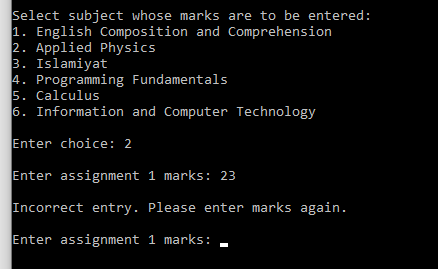 Select subject whose marks are to be entered:
1. English Composition and Comprehension
2. Applied Physics
3. Islamiyat
4. Programming Fundamentals
5. Calculus
6. Information and Computer Technology
Enter choice: 2
Enter assignment 1 marks: 23
Incorrect entry. Please enter marks again.
Enter assignment 1 marks: